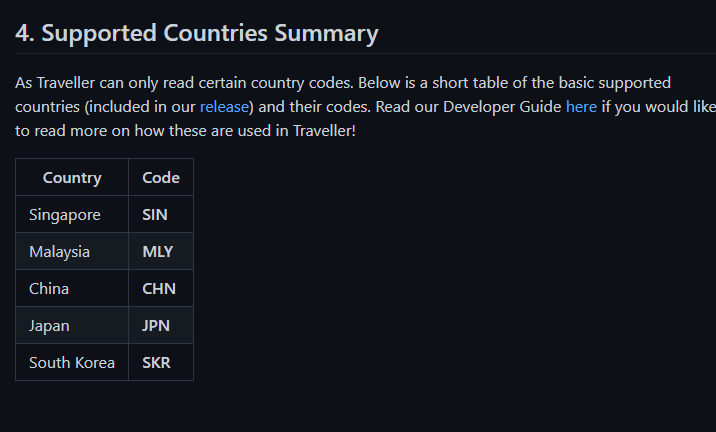 4. Supported Countries Summary
As Traveller can only read certain country codes. Below is a short table of the basic supported
countries (included in our release) and their codes. Read our Developer Guide here if you would like
to read more on how these are used in Traveller!
Country Code
Singapore SIN
Malaysia MLY
China CHN
Japan JPN
South Korea SKR